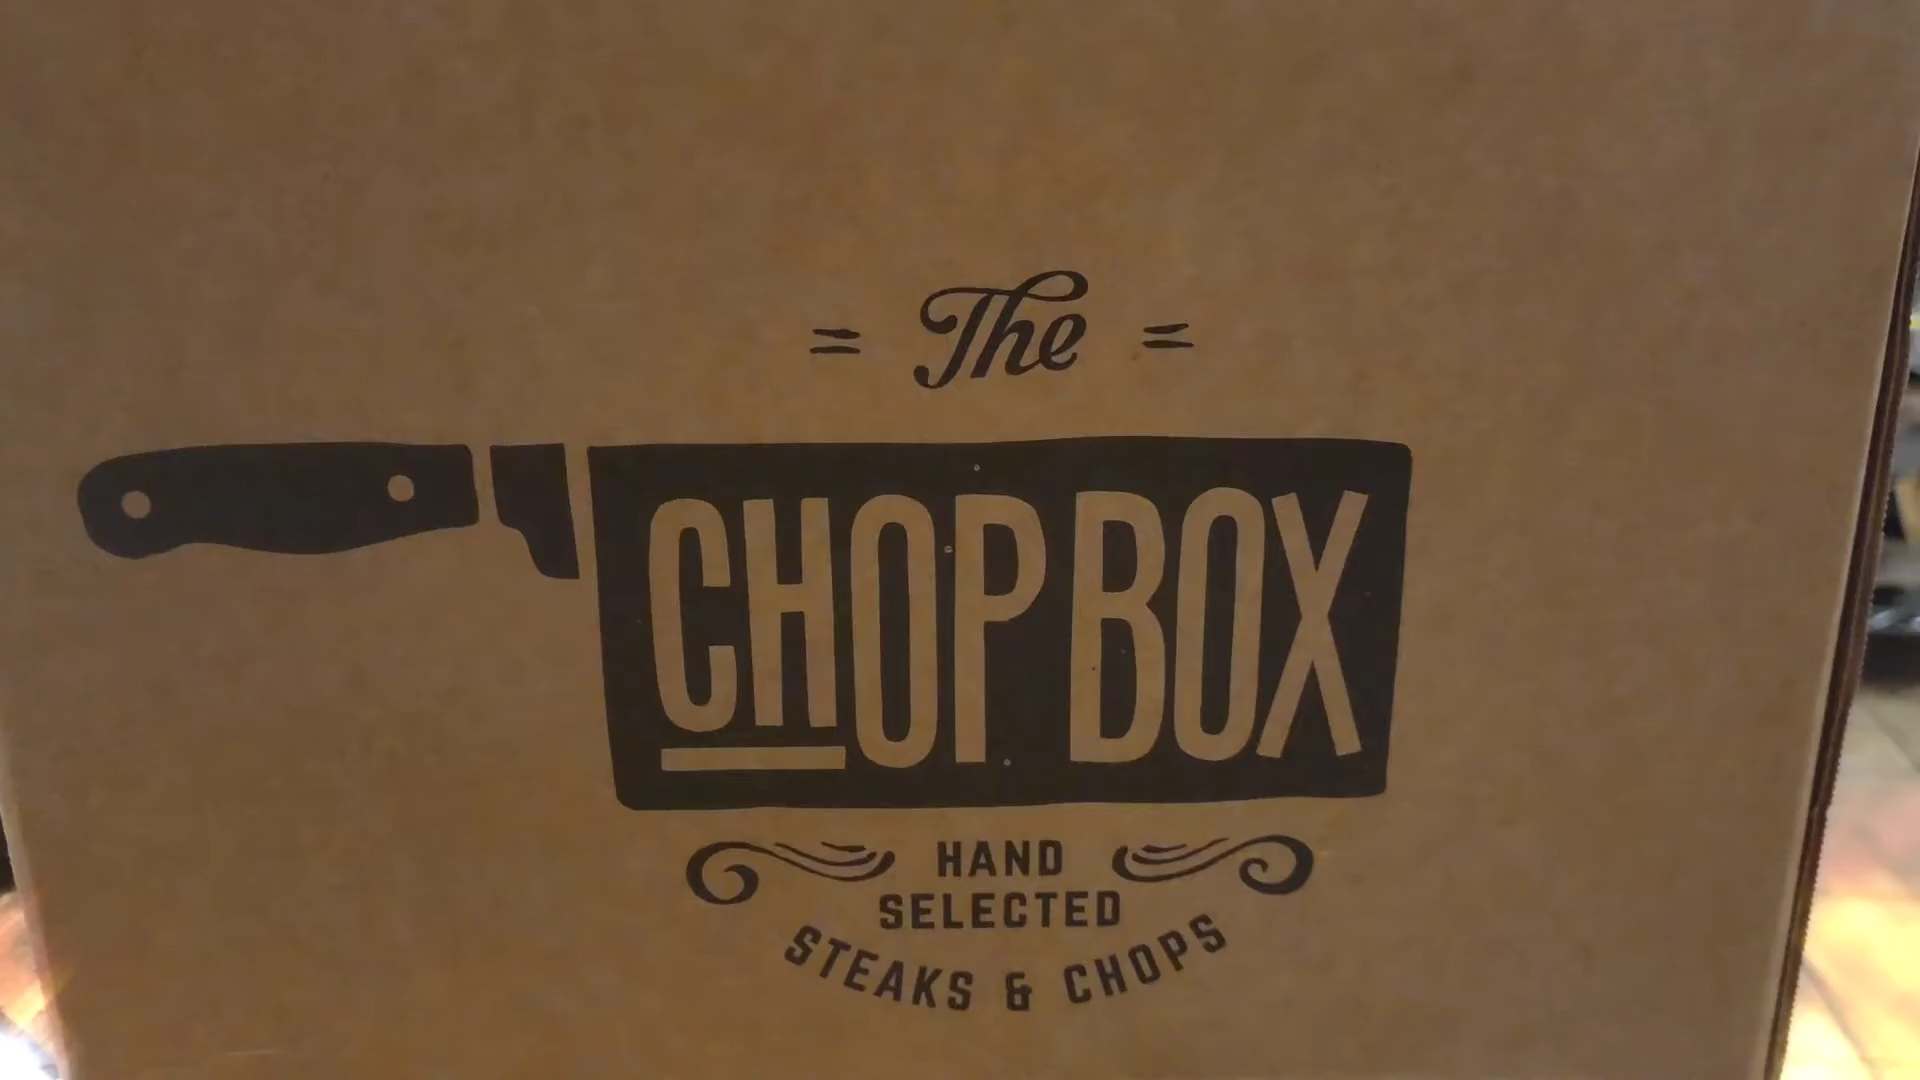 = The =
CHOP BOX
HAND
SELECTED
STEAKS & CHOPS